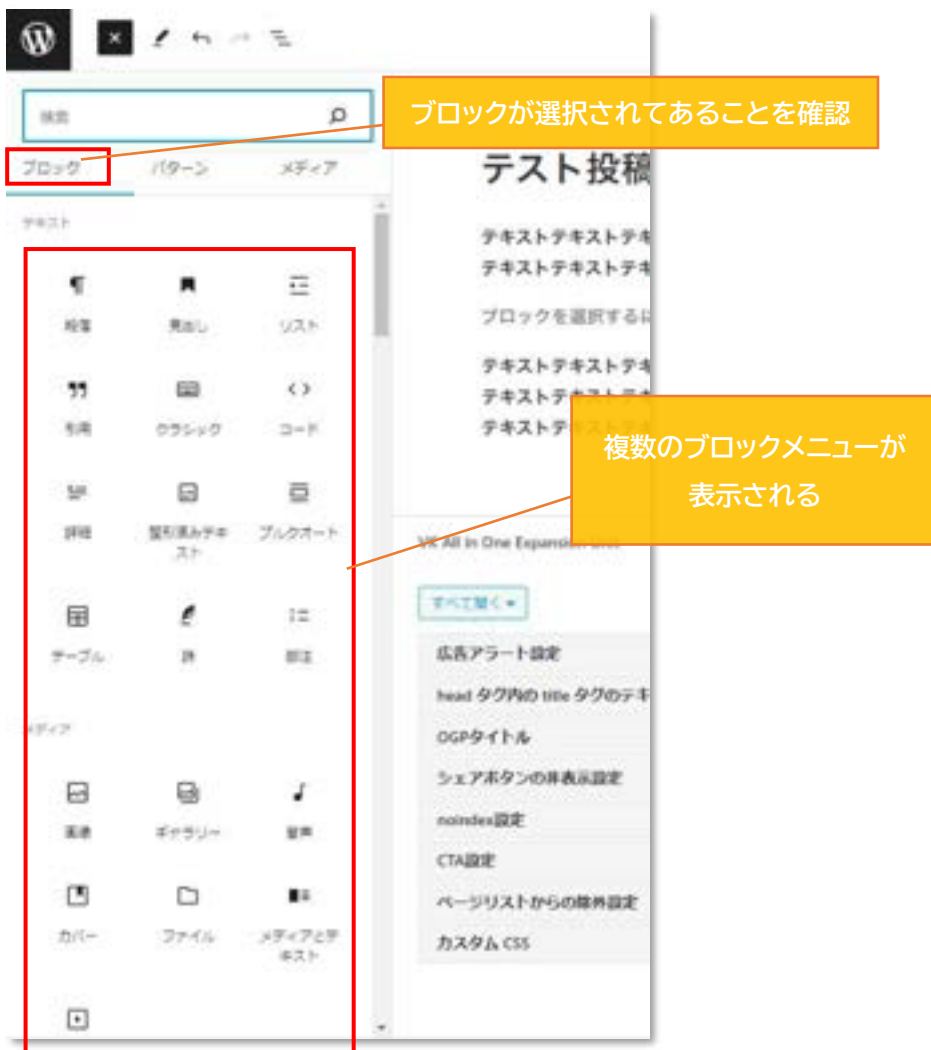 検索
ブロックが選択されてあることを確認
ブロック
パターン
メディア
テスト投稿
テキスト
テキストテキストテキ
テキストテキストテキ
段落
見出し
リスト
ブロックを選択するに
テキストテキストテキ
テキストテキストテキ
テキストテキストテキ
引用
クラシック
コード
複数のブロックメニューが
表示される
詳細
整形済みテキ
スト
プルクオート
VK All in One Expansion Unit
すべて開く
テーブル
詩
脚注
広告アラート設定
head タグ内の title タグのテキ
メディア
OGPタイトル
シェアボタンの非表示設定
画像
ギャラリー
音声
noindex設定
CTA設定
ページリストからの除外設定
カバー
ファイル
メディアとテ
キスト
カスタム CSS